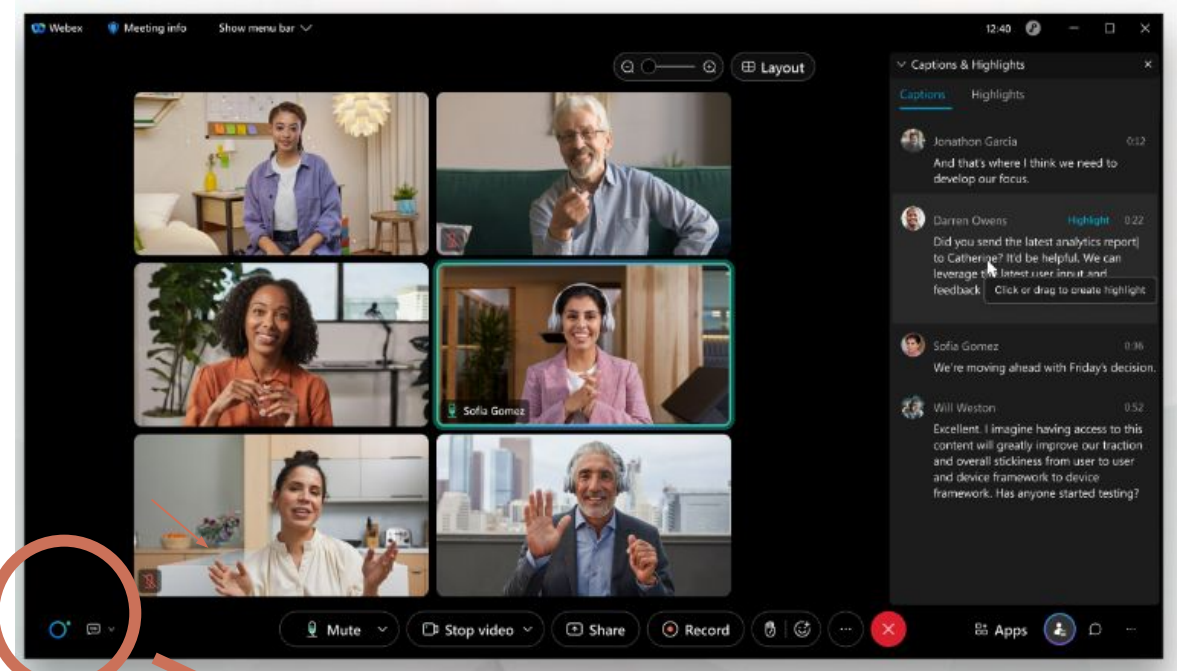 Webex Meeting info Show menu bar 12:40
Layout
Captions & Highlights
Captions Highlights
Jonathon Garcia 0:12
And that's where I think we need to
develop our focus.
Darren Owens Highlight 0:22
Did you send the latest analytics report
to Catherine? It'd be helpful. We can
leverage the latest user input and
feedback
Click or drag to create highlight
Sofia Gomez 0:36
We're moving ahead with Friday's decision.
Will Weston 0:52
Excellent. I imagine having access to this
content will greatly improve our traction
and overall stickiness from user to user
and device framework to device
framework. Has anyone started testing?
Sofia Gomez
Mute Stop video Share Record Apps